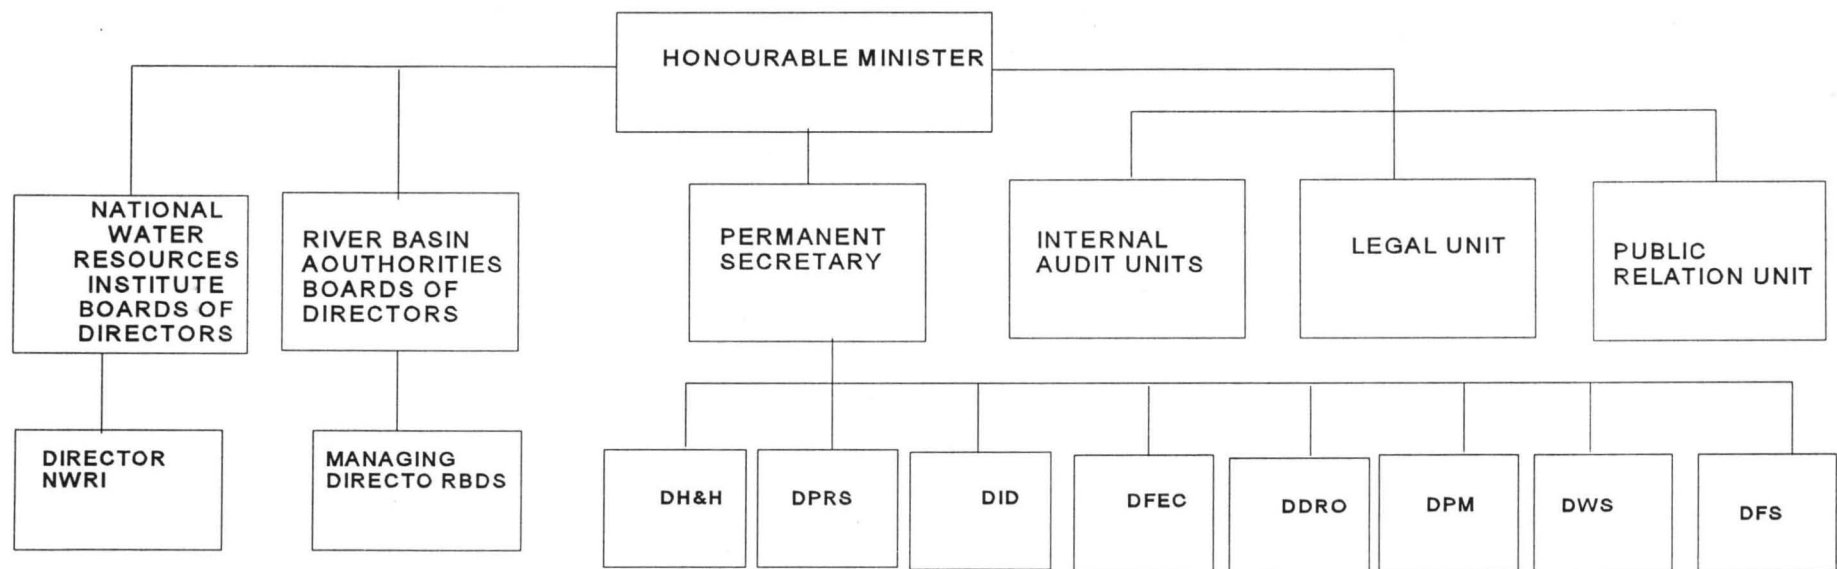 HONOURABLE MINISTER
NATIONAL
WATER
RESOURCES
INSTITUTE
BOARDS OF
DIRECTORS
RIVER BASIN
AOUTHORITIES
BOARDS OF
DIRECTORS
PERMANENT
SECRETARY
INTERNAL
AUDIT UNITS
LEGAL UNIT
PUBLIC
RELATION UNIT
DIRECTOR
NWRI
MANAGING
DIRECTO RBDS
DH&H
DPRS
DID
DFEC
DDRO
DPM
DWS
DFS